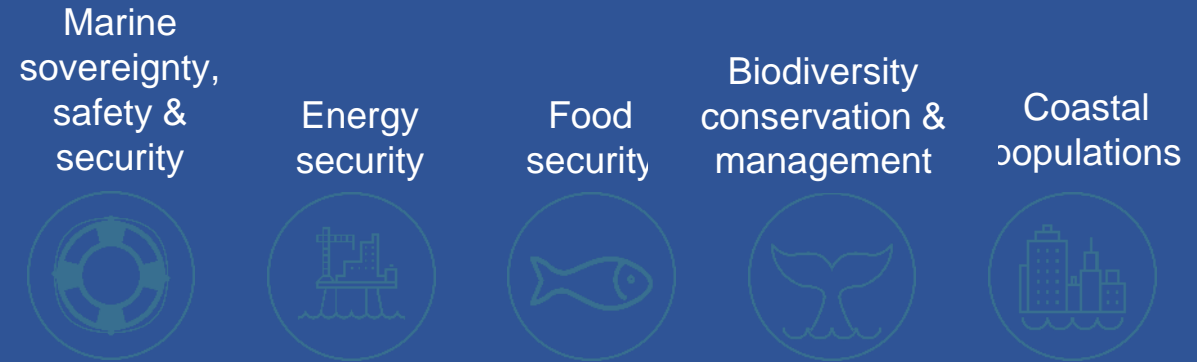 Marine
sovereignty,
safety &
security
Energy
security
Food
security
Biodiversity
conservation &
management
Coastal
populations